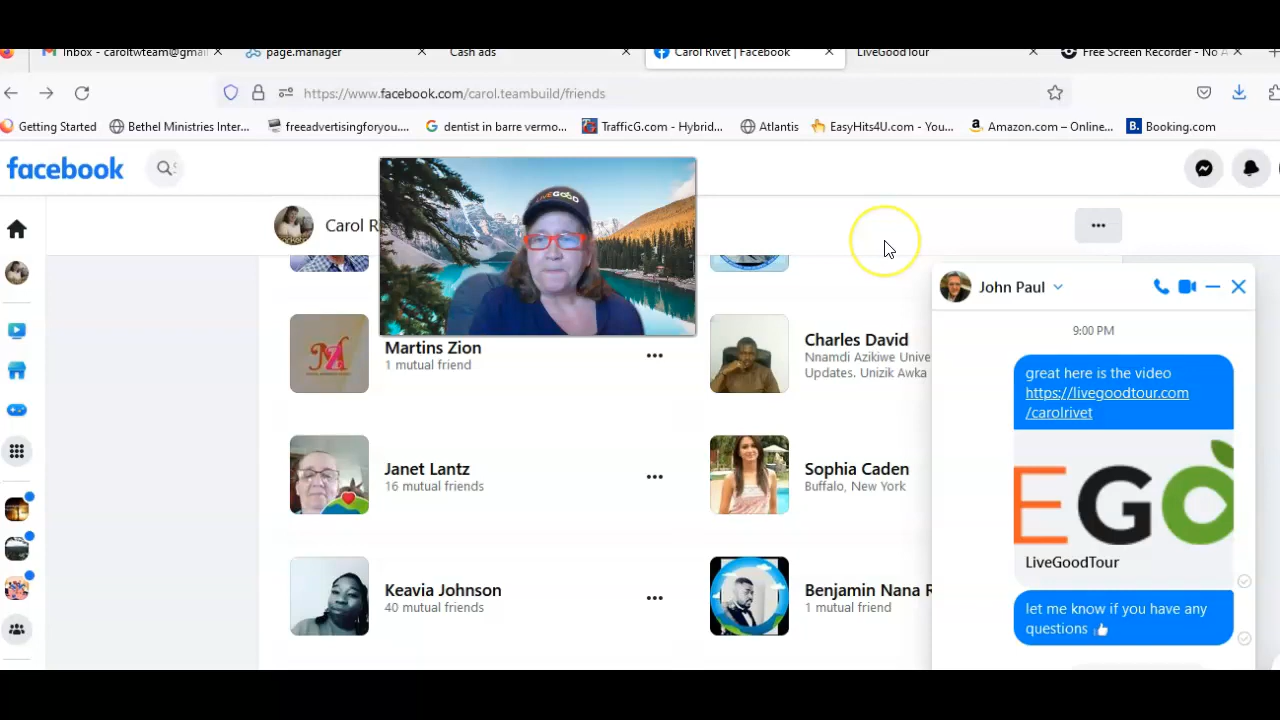 Inbox - caroltwteam@gmai
page.manager
Cash ads
Carol Rivet | Facebook
LiveGoodTour
Free Screen Recorder - No A
https://www.facebook.com/carol.teambuild/friends
Getting Started
Bethel Ministries Inter...
freeadvertisingforyou....
dentist in barre vermo...
TrafficG.com - Hybrid...
Atlantis
EasyHits4U.com - You...
Amazon.com – Online...
Booking.com
facebook
Carol R
LIVEGOOD
John Paul
9:00 PM
great here is the video
https://livegoodtour.com
/carolrivet
EGO
LiveGoodTour
let me know if you have any
questions 👍
Martins Zion
1 mutual friend
Charles David
Nnamdi Azikiwe Unive
Updates. Unizik Awka
Janet Lantz
16 mutual friends
Sophia Caden
Buffalo, New York
Keavia Johnson
40 mutual friends
Benjamin Nana R
1 mutual friend